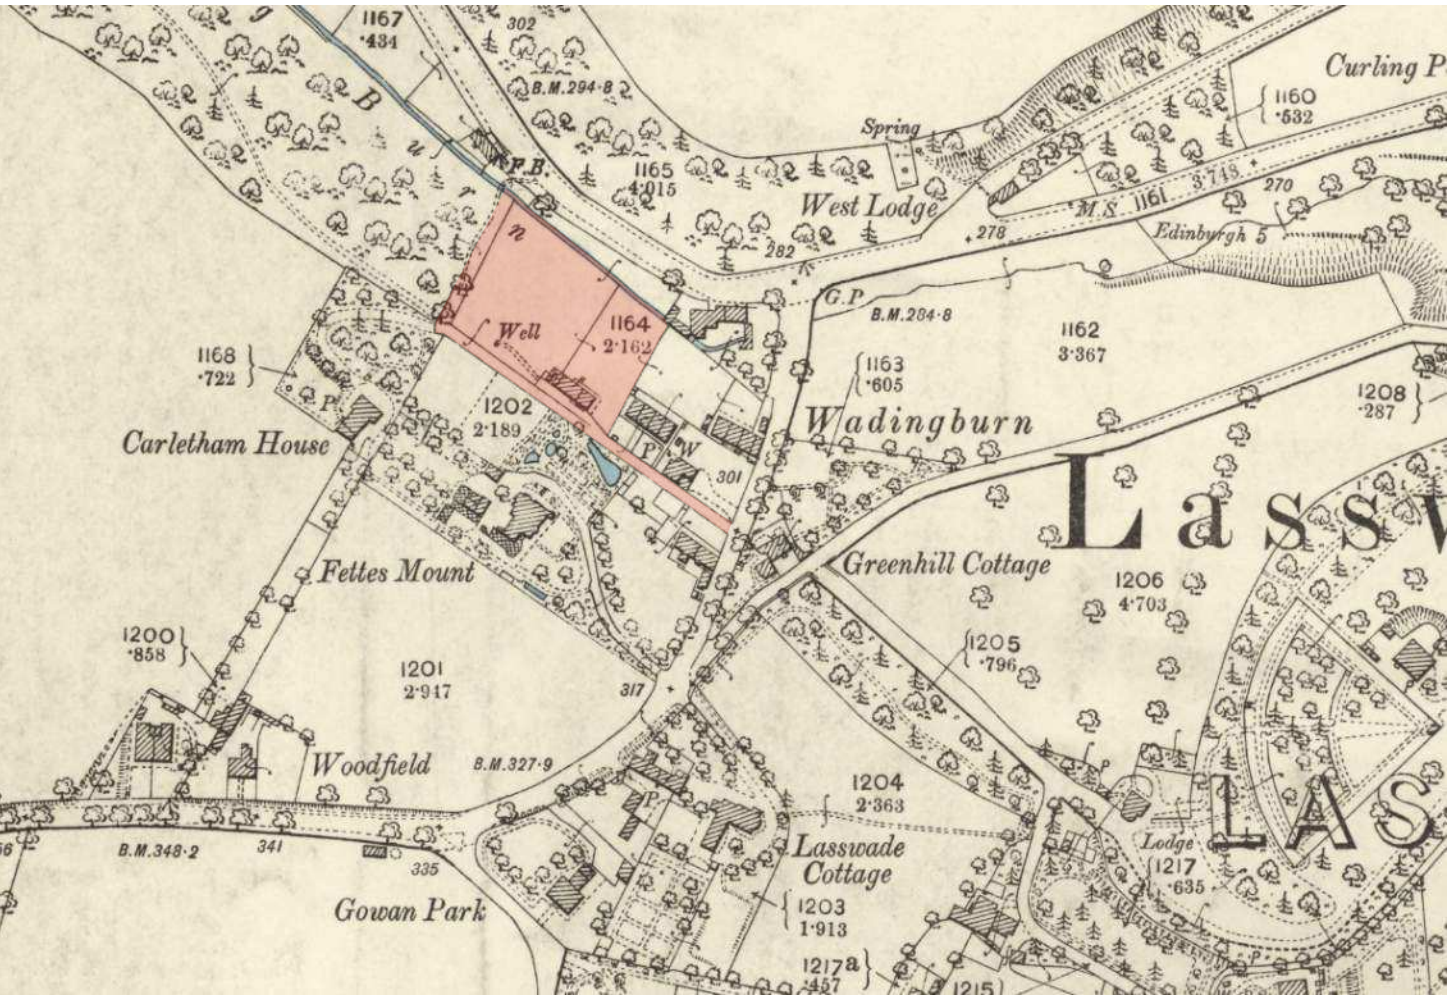 1167
·434
302
g
B
u
r
n
B.M.294·8
F.B.
1165
4·015
Spring
West Lodge
Curling P
1160
·532
M.S.
1161
3·748
270
Edinburgh 5
278
282
G.P
B.M.284·8
1162
3·367
1163
·605
1164
2·162
Well
1168
·722
P
Carletham House
1202
2·189
P
W
301
Wadingburn
1208
·287
Lassw
Greenhill Cottage
1206
4·703
Fettes Mount
1200
·858
1201
2·947
317
1205
·796
Woodfield
B.M.327·9
1204
2·363
P
LAS
Lasswade
Cottage
Lodge
1217
·635
B.M.348·2
341
335
Gowan Park
1203
1·913
1217a
·457
1215
P